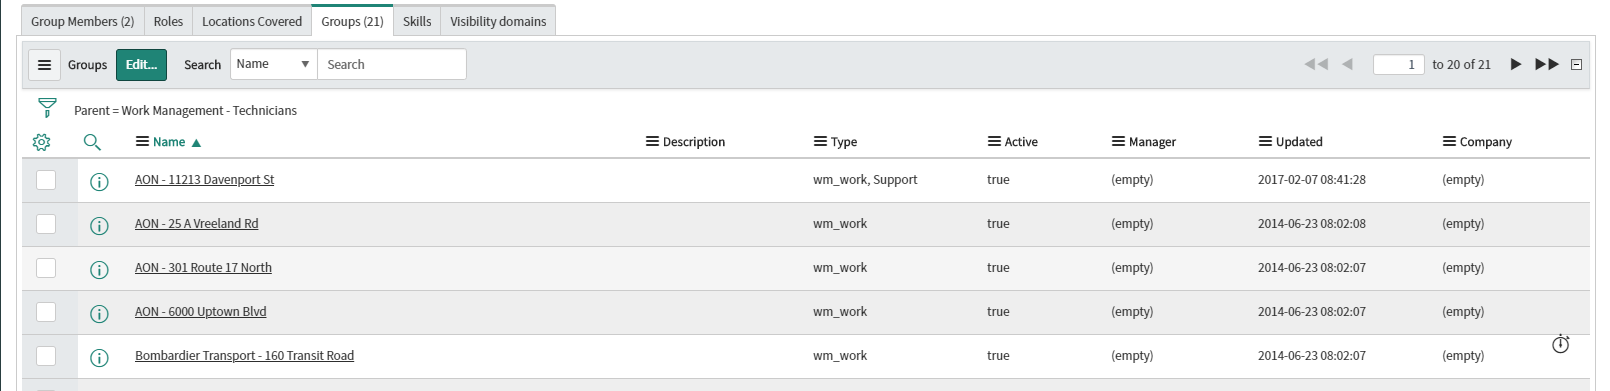 Group Members (2) Roles Locations Covered Groups (21) Skills Visibility domains
Groups Edit... Search Name Search 1 to 20 of 21
Parent = Work Management - Technicians
Name Description Type Active Manager Updated Company
AON - 11213 Davenport St wm_work, Support true (empty) 2017-02-07 08:41:28 (empty)
AON - 25 A Vreeland Rd wm_work true (empty) 2014-06-23 08:02:08 (empty)
AON - 301 Route 17 North wm_work true (empty) 2014-06-23 08:02:07 (empty)
AON - 6000 Uptown Blvd wm_work true (empty) 2014-06-23 08:02:07 (empty)
Bombardier Transport - 160 Transit Road wm_work true (empty) 2014-06-23 08:02:07 (empty)